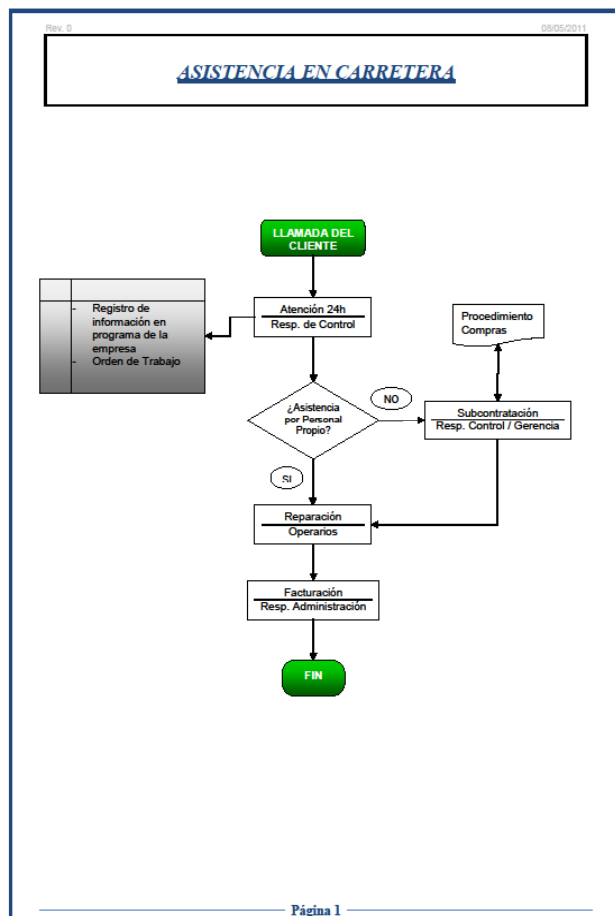 Rev. 0
08/05/2011
ASISTENCIA EN CARRETERA
LLAMADA DEL
CLIENTE
- Registro de
información en
programa de la
empresa
- Orden de Trabajo
Atención 24h
Resp. de Control
Procedimiento
Compras
¿Asistencia
por Personal
Propio?
NO
Subcontratación
Resp. Control / Gerencia
SI
Reparación
Operarios
Facturación
Resp. Administración
FIN
Página 1